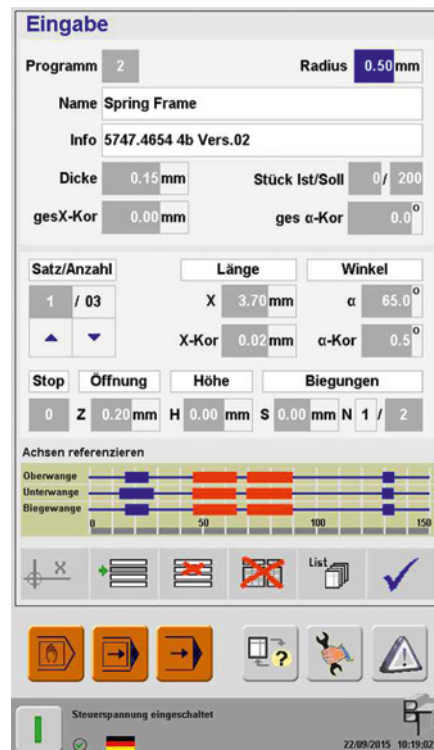 Eingabe
Programm 2 Radius 0.50 mm
Name Spring Frame
Info 5747.4654 4b Vers.02
Dicke 0.15 mm Stück Ist/Soll 0/ 200
gesX-Kor 0.00 mm ges α-Kor 0.0°
Satz/Anzahl Länge Winkel
1 / 03 X 3.70 mm α 65.0°
X-Kor 0.02 mm α-Kor 0.5°
Stop Öffnung Höhe Biegungen
0 Z 0.20 mm H 0.00 mm S 0.00 mm N 1 / 2
Achsen referenzieren
Oberwange
Unterwange
Biegewange
0 50 100 150
X List
?
Steuerspannung eingeschaltet
22/09/2015 10:19:02